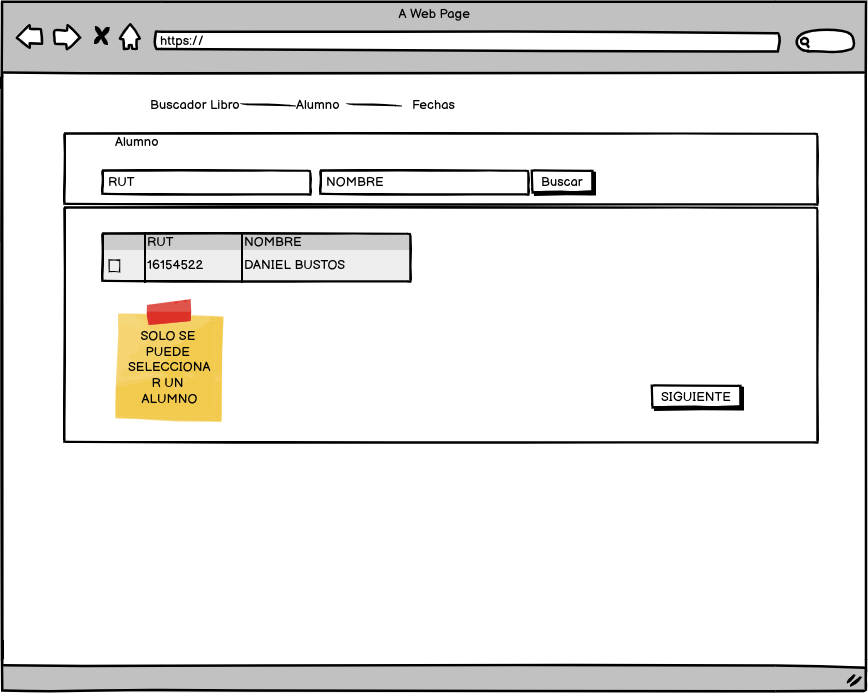 A Web Page
https://
Buscador Libro Alumno Fechas
Alumno
RUT NOMBRE Buscar
RUT NOMBRE
16154522 DANIEL BUSTOS
SOLO SE
PUEDE
SELECCIONA
R UN
ALUMNO
SIGUIENTE